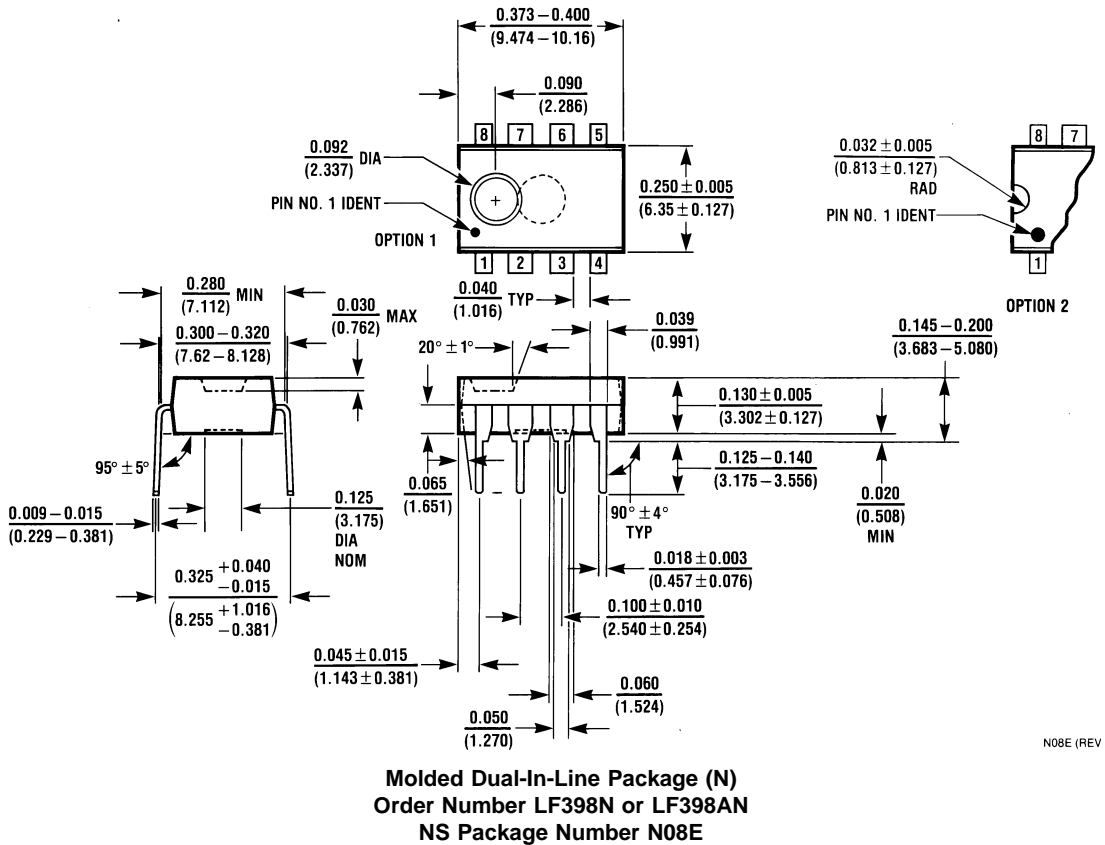 0.373 – 0.400
(9.474 – 10.16)
0.090
(2.286)
8 7 6 5
0.092 DIA
(2.337)
PIN NO. 1 IDENT
OPTION 1
1 2 3 4
0.250 ± 0.005
(6.35 ± 0.127)
8 7
0.032 ± 0.005
(0.813 ± 0.127)
RAD
PIN NO. 1 IDENT
1
OPTION 2
0.280 MIN
(7.112)
0.300 – 0.320
(7.62 – 8.128)
0.030 MAX
(0.762)
0.040 TYP
(1.016)
0.039
(0.991)
20° ± 1°
0.145 – 0.200
(3.683 – 5.080)
0.130 ± 0.005
(3.302 ± 0.127)
0.125 – 0.140
(3.175 – 3.556)
0.020
(0.508)
MIN
95° ± 5°
0.065
(1.651)
90° ± 4°
TYP
0.009 – 0.015
(0.229 – 0.381)
0.125
(3.175)
DIA
NOM
0.018 ± 0.003
(0.457 ± 0.076)
0.325 +0.040
−0.015
(8.255 +1.016
−0.381)
0.100 ± 0.010
(2.540 ± 0.254)
0.045 ± 0.015
(1.143 ± 0.381)
0.060
(1.524)
0.050
(1.270)
N08E (REV
Molded Dual-In-Line Package (N)
Order Number LF398N or LF398AN
NS Package Number N08E